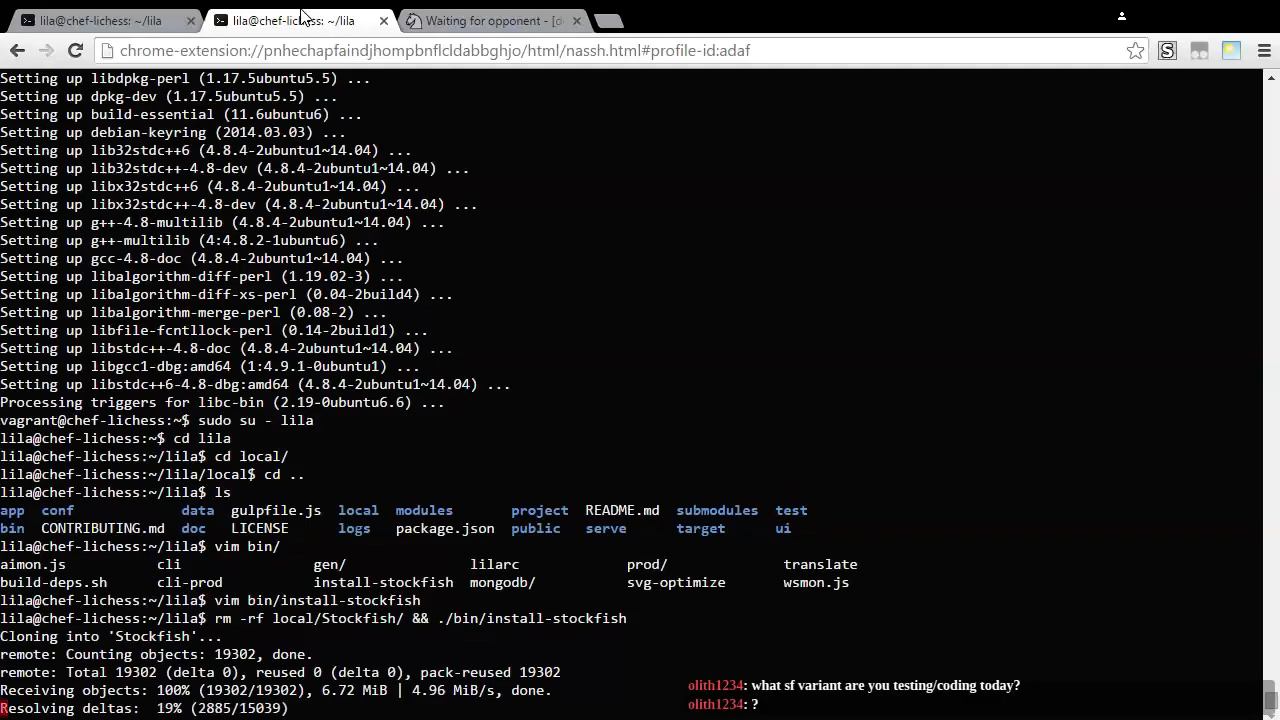 lila@chef-lichess: ~/lila
lila@chef-lichess: ~/lila
Waiting for opponent - [d
chrome-extension://pnhechapfaindjhompbnflcldabbghjo/html/nassh.html#profile-id:adaf
Setting up libdpkg-perl (1.17.5ubuntu5.5) ...
Setting up dpkg-dev (1.17.5ubuntu5.5) ...
Setting up build-essential (11.6ubuntu6) ...
Setting up debian-keyring (2014.03.03) ...
Setting up lib32stdc++6 (4.8.4-2ubuntu1~14.04) ...
Setting up lib32stdc++-4.8-dev (4.8.4-2ubuntu1~14.04) ...
Setting up libx32stdc++6 (4.8.4-2ubuntu1~14.04) ...
Setting up libx32stdc++-4.8-dev (4.8.4-2ubuntu1~14.04) ...
Setting up g++-4.8-multilib (4.8.4-2ubuntu1~14.04) ...
Setting up g++-multilib (4:4.8.2-1ubuntu6) ...
Setting up gcc-4.8-doc (4.8.4-2ubuntu1~14.04) ...
Setting up libalgorithm-diff-perl (1.19.02-3) ...
Setting up libalgorithm-diff-xs-perl (0.04-2build4) ...
Setting up libalgorithm-merge-perl (0.08-2) ...
Setting up libfile-fcntllock-perl (0.14-2build1) ...
Setting up libstdc++-4.8-doc (4.8.4-2ubuntu1~14.04) ...
Setting up libgcc1-dbg:amd64 (1:4.9.1-0ubuntu1) ...
Setting up libstdc++6-4.8-dbg:amd64 (4.8.4-2ubuntu1~14.04) ...
Processing triggers for libc-bin (2.19-0ubuntu6.6) ...
vagrant@chef-lichess:~$ sudo su - lila
lila@chef-lichess:~$ cd lila
lila@chef-lichess:~/lila$ cd local/
lila@chef-lichess:~/lila/local$ cd ..
lila@chef-lichess:~/lila$ ls
app conf data gulpfile.js local modules project README.md submodules test
bin CONTRIBUTING.md doc LICENSE logs package.json public serve target ui
lila@chef-lichess:~/lila$ vim bin/
aimon.js cli gen/ lilarc prod/ translate
build-deps.sh cli-prod install-stockfish mongodb/ svg-optimize wsmon.js
lila@chef-lichess:~/lila$ vim bin/install-stockfish
lila@chef-lichess:~/lila$ rm -rf local/Stockfish/ && ./bin/install-stockfish
Cloning into 'Stockfish'...
remote: Counting objects: 19302, done.
remote: Total 19302 (delta 0), reused 0 (delta 0), pack-reused 19302
Receiving objects: 100% (19302/19302), 6.72 MiB | 4.96 MiB/s, done.
Resolving deltas: 19% (2885/15039)
olith1234: what sf variant are you testing/coding today?
olith1234: ?